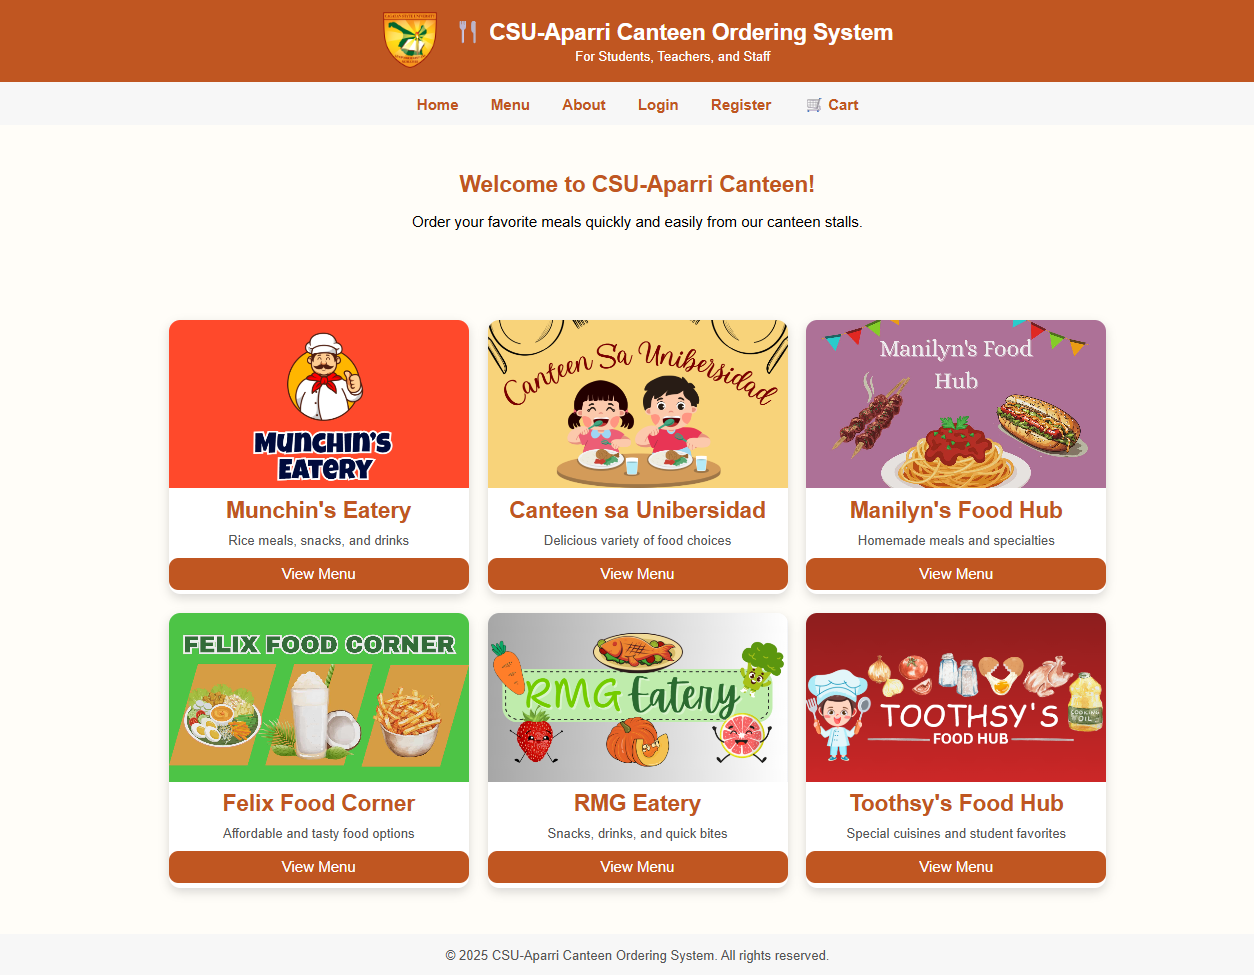 CSU-Aparri Canteen Ordering System
For Students, Teachers, and Staff
Home Menu About Login Register Cart
Welcome to CSU-Aparri Canteen!
Order your favorite meals quickly and easily from our canteen stalls.
MUNCHIN'S
EATERY
Munchin's Eatery
Rice meals, snacks, and drinks
View Menu
Canteen Sa Unibersidad
Canteen sa Unibersidad
Delicious variety of food choices
View Menu
Manilyn's Food
Hub
Manilyn's Food Hub
Homemade meals and specialties
View Menu
FELIX FOOD CORNER
Felix Food Corner
Affordable and tasty food options
View Menu
RMG Eatery
RMG Eatery
Snacks, drinks, and quick bites
View Menu
COOKING
OIL
TOOTHSY'S
FOOD HUB
Toothsy's Food Hub
Special cuisines and student favorites
View Menu
© 2025 CSU-Aparri Canteen Ordering System. All rights reserved.